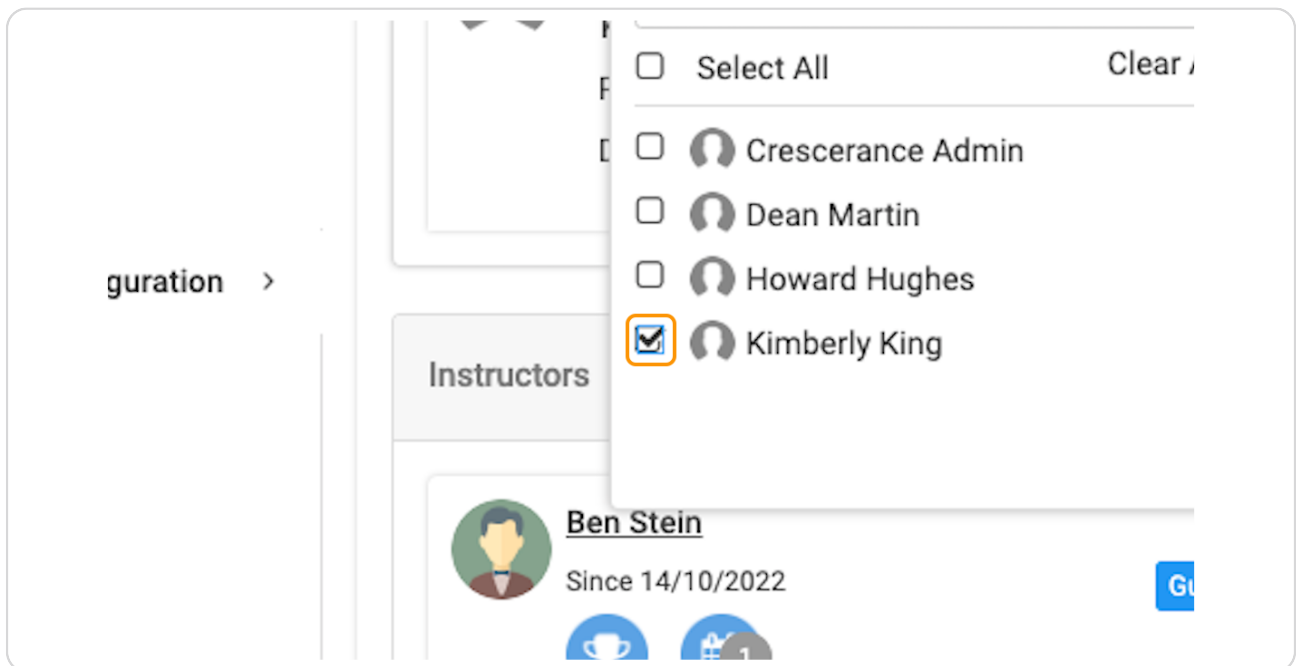 Select All
Clear
Crescerance Admin
Dean Martin
Howard Hughes
guration
Kimberly King
Instructors
Ben Stein
Since 14/10/2022
Gu
1